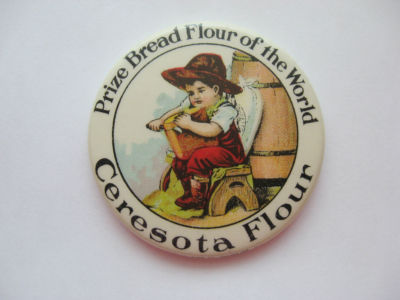 Prize Bread Flour of the World
Ceresota Flour